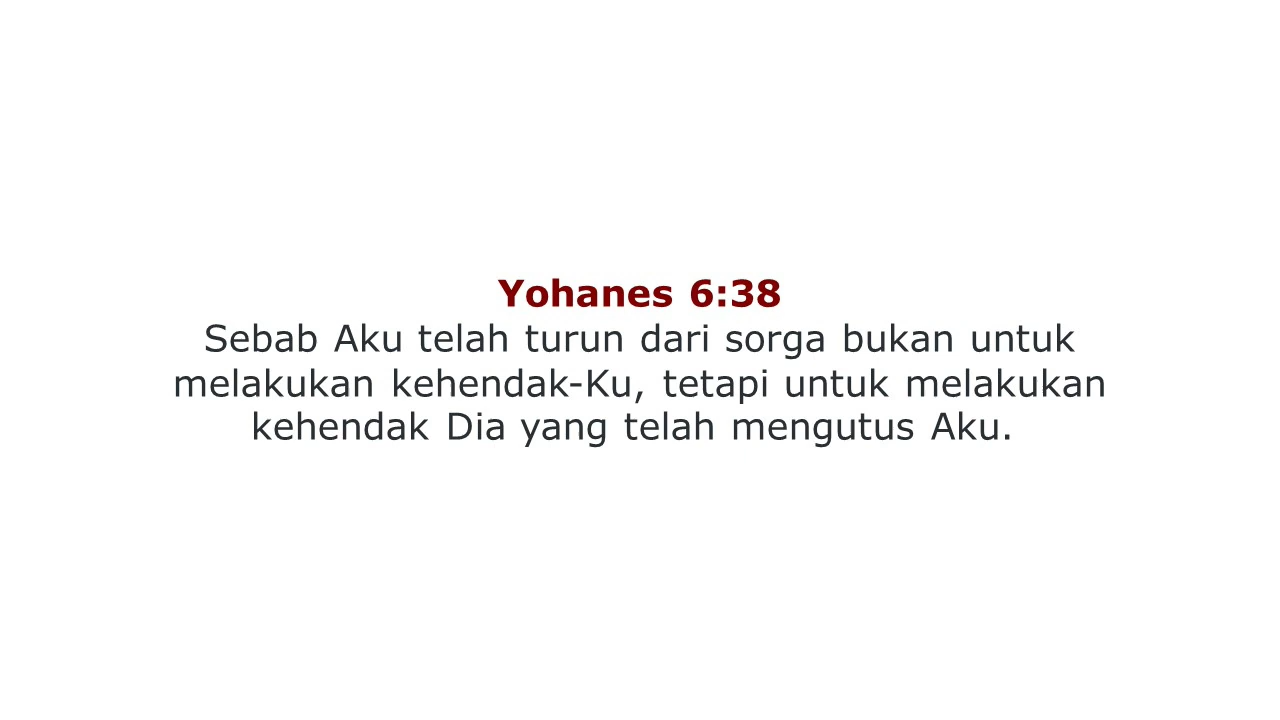 Yohanes 6:38
Sebab Aku telah turun dari sorga bukan untuk
melakukan kehendak-Ku, tetapi untuk melakukan
kehendak Dia yang telah mengutus Aku.